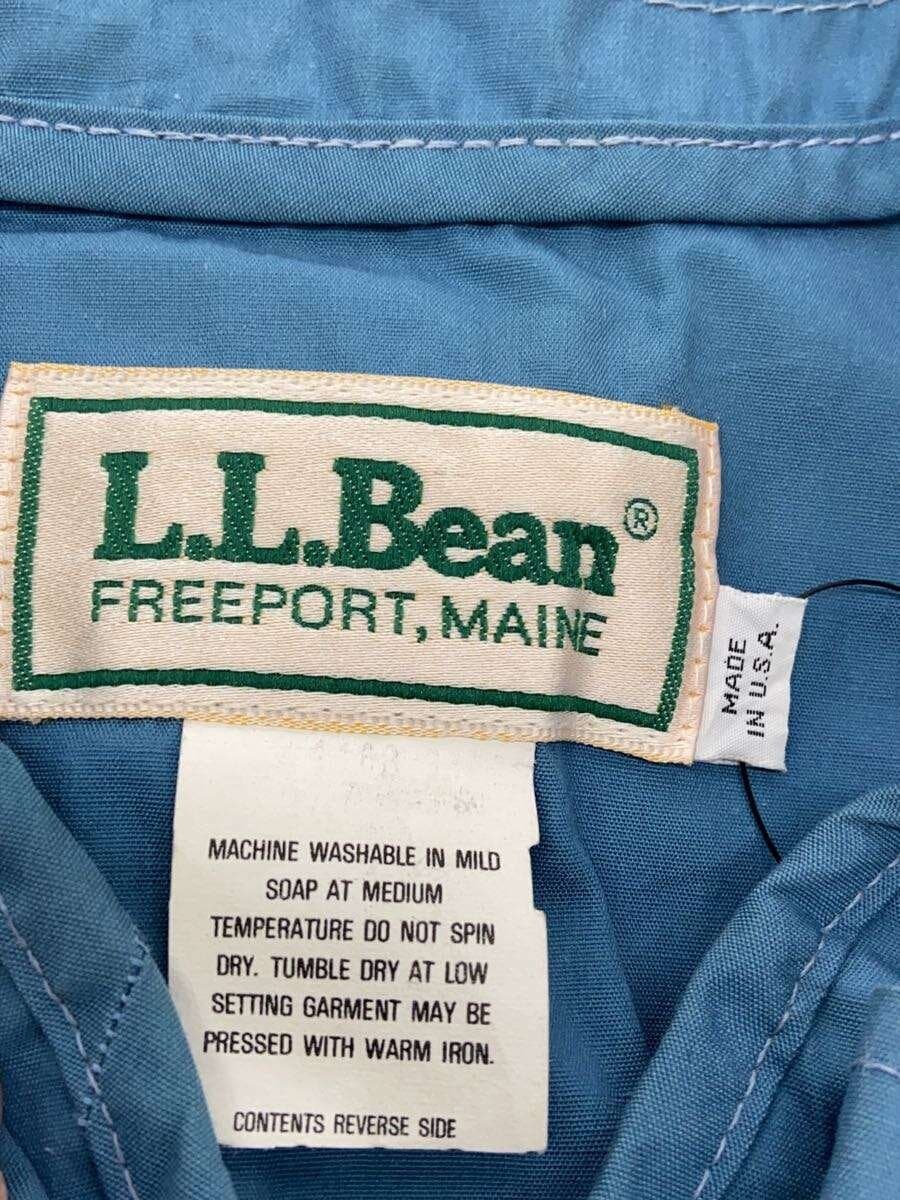 L.L.Bean®
FREEPORT, MAINE
MADE
IN U.S.A.
MACHINE WASHABLE IN MILD
SOAP AT MEDIUM
TEMPERATURE DO NOT SPIN
DRY. TUMBLE DRY AT LOW
SETTING GARMENT MAY BE
PRESSED WITH WARM IRON.
CONTENTS REVERSE SIDE